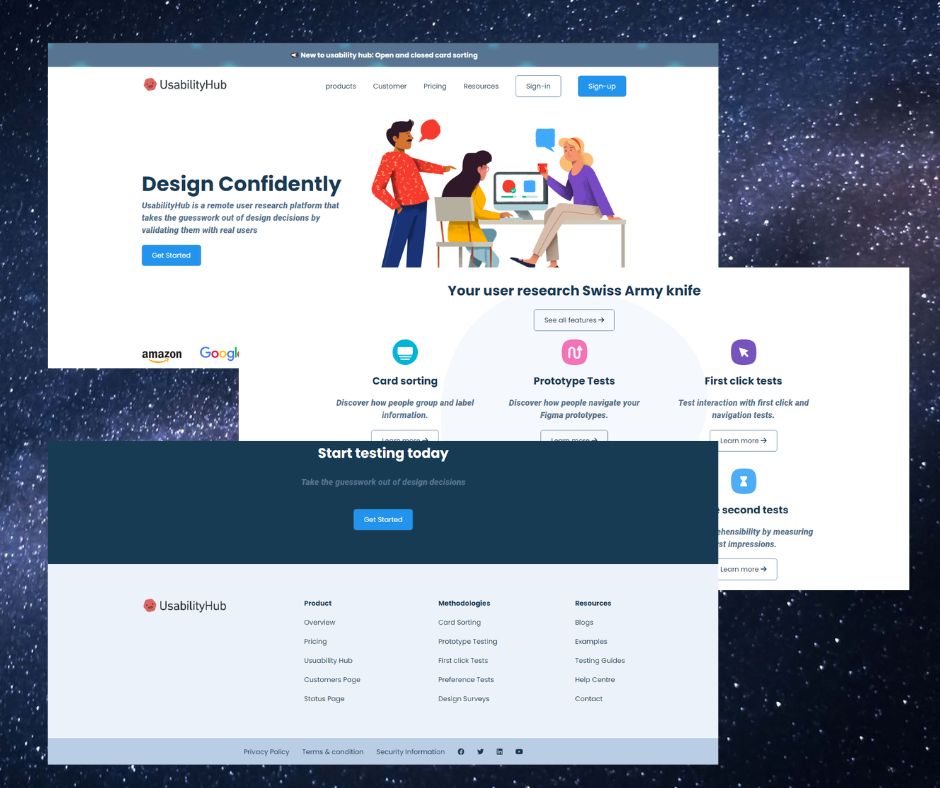 New to usability hub: Open and closed card sorting
UsabilityHub
products Customer Pricing Resources Sign-in Sign-up
Design Confidently
UsabilityHub is a remote user research platform that
takes the guesswork out of design decisions by
validating them with real users
Get Started
amazon Google
Your user research Swiss Army knife
See all features →
Card sorting
Discover how people group and label
information.
Learn more →
Prototype Tests
Discover how people navigate your
Figma prototypes.
Learn more →
First click tests
Test interaction with first click and
navigation tests.
Learn more →
second tests
by measuring
impressions.
Learn more →
Start testing today
Take the guesswork out of design decisions
Get Started
UsabilityHub
Product
Overview
Pricing
Usuability Hub
Customers Page
Status Page
Methodologies
Card Sorting
Prototype Testing
First click Tests
Preference Tests
Design Surveys
Resources
Blogs
Examples
Testing Guides
Help Centre
Contact
Privacy Policy Terms & condition Security Information